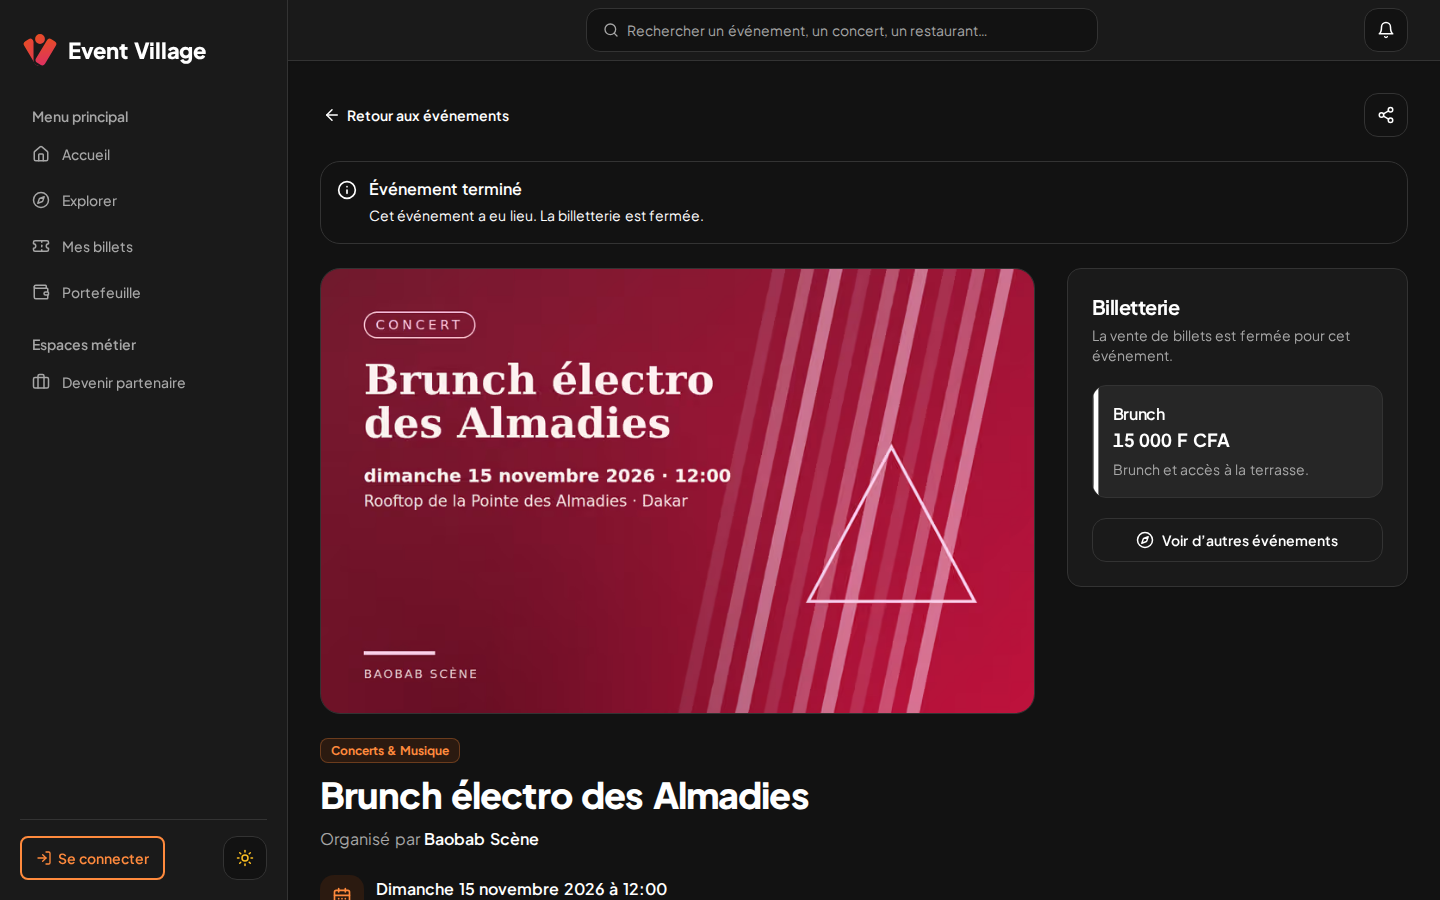 Event Village
Rechercher un événement, un concert, un restaurant...
Menu principal
Accueil
Explorer
Mes billets
Portefeuille
Espaces métier
Devenir partenaire
Se connecter
Retour aux événements
Événement terminé
Cet événement a eu lieu. La billetterie est fermée.
CONCERT
Brunch électro
des Almadies
dimanche 15 novembre 2026 · 12:00
Rooftop de la Pointe des Almadies · Dakar
BAOBAB SCÈNE
Billetterie
La vente de billets est fermée pour cet
événement.
Brunch
15 000 F CFA
Brunch et accès à la terrasse.
Voir d’autres événements
Concerts & Musique
Brunch électro des Almadies
Organisé par Baobab Scène
Dimanche 15 novembre 2026 à 12:00